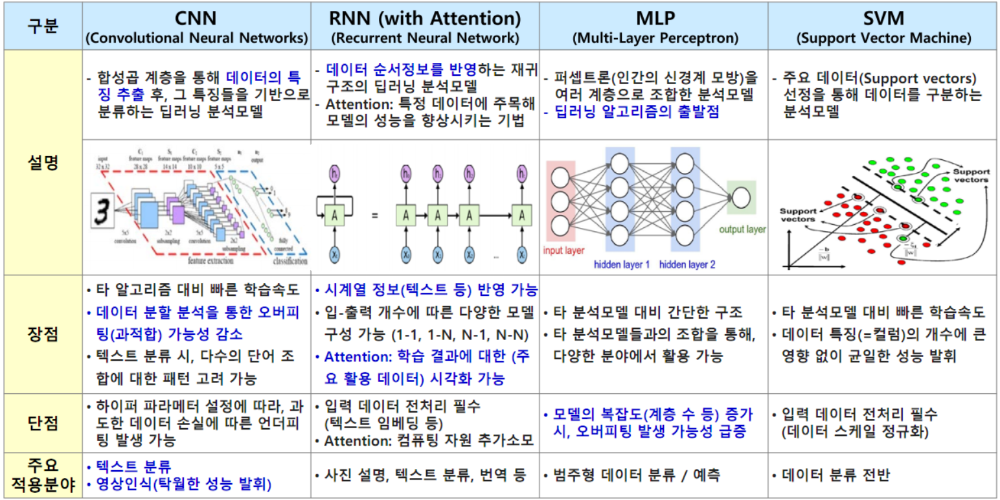 구분
CNN
(Convolutional Neural Networks)
RNN (with Attention)
(Recurrent Neural Network)
MLP
(Multi-Layer Perceptron)
SVM
(Support Vector Machine)
설명
- 합성곱 계층을 통해 데이터의 특
징 추출 후, 그 특징들을 기반으로
분류하는 딥러닝 분석모델
- 데이터 순서정보를 반영하는 재귀
구조의 딥러닝 분석모델
- Attention: 특정 데이터에 주목해
모델의 성능을 향상시키는 기법
- 퍼셉트론(인간의 신경계 모방)을
여러 계층으로 조합한 분석모델
- 딥러닝 알고리즘의 출발점
- 주요 데이터(Support vectors)
선정을 통해 데이터를 구분하는
분석모델
input
32 x 32
C₁
feature maps
28 x 28
S₁
feature maps
14 x 14
C₂
feature maps
10 x 10
S₂
feature maps
5 x 5
n₁
n₂
output
3
0
1
8
9
5x5
convolution
2x2
subsampling
5x5
convolution
2x2
subsampling
fully
connected
feature extraction
classification
A
=
h₀
A
X₀
h₁
A
X₁
h₂
A
X₂
...
A
input layer
hidden layer 1
hidden layer 2
output layer
Support
vectors
Support
vectors
-b
‖w‖
‖w‖
장점
• 타 알고리즘 대비 빠른 학습속도
• 데이터 분할 분석을 통한 오버피
팅(과적합) 가능성 감소
• 텍스트 분류 시, 다수의 단어 조
합에 대한 패턴 고려 가능
• 시계열 정보(텍스트 등) 반영 가능
• 입-출력 개수에 따른 다양한 모델
구성 가능 (1-1, 1-N, N-1, N-N)
• Attention: 학습 결과에 대한 (주
요 활용 데이터) 시각화 가능
• 타 분석모델 대비 간단한 구조
• 타 분석모델들과의 조합을 통해,
다양한 분야에서 활용 가능
• 타 분석모델 대비 빠른 학습속도
• 데이터 특징(=컬럼)의 개수에 큰
영향 없이 균일한 성능 발휘
단점
• 하이퍼 파라메터 설정에 따라, 과
도한 데이터 손실에 따른 언더피
팅 발생 가능
• 입력 데이터 전처리 필수
(텍스트 임베딩 등)
• Attention: 컴퓨팅 자원 추가소모
• 모델의 복잡도(계층 수 등) 증가
시, 오버피팅 발생 가능성 급증
• 입력 데이터 전처리 필수
(데이터 스케일 정규화)
주요
적용분야
• 텍스트 분류
• 영상인식(탁월한 성능 발휘)
• 사진 설명, 텍스트 분류, 번역 등
• 범주형 데이터 분류 / 예측
• 데이터 분류 전반